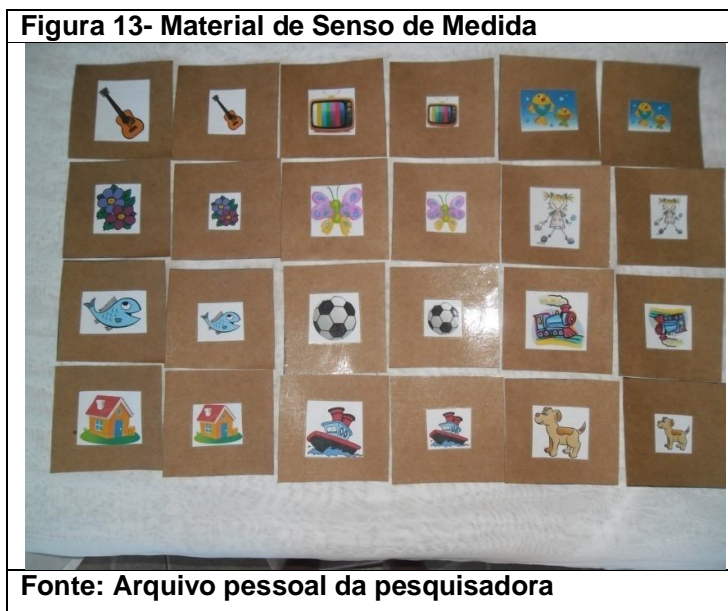 Figura 13- Material de Senso de Medida
Fonte: Arquivo pessoal da pesquisadora